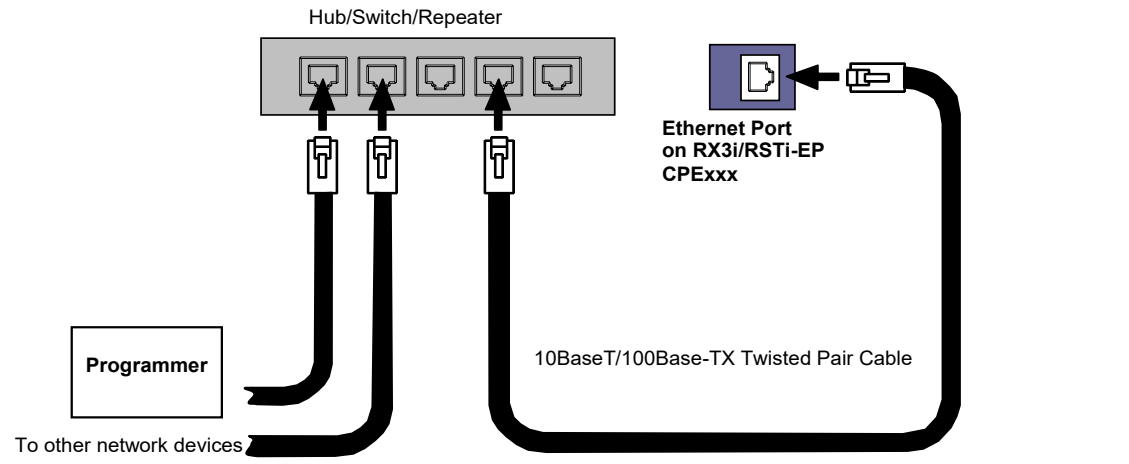 Hub/Switch/Repeater
Ethernet Port
on RX3i/RSTi-EP
CPExxx
Programmer
10BaseT/100Base-TX Twisted Pair Cable
To other network devices